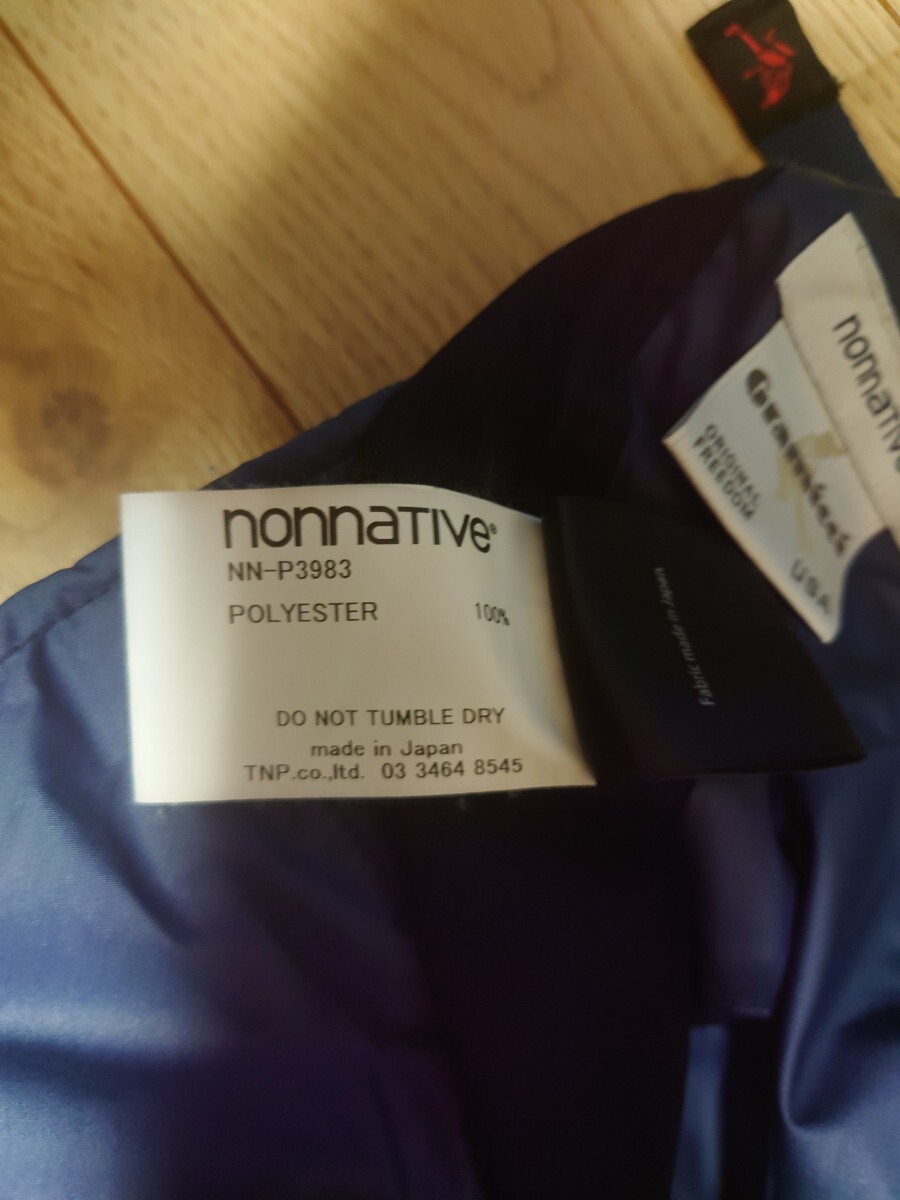 nonnaTIVe®
NN-P3983
POLYESTER 100%
DO NOT TUMBLE DRY
made in Japan
TNP.co.,ltd. 03 3464 8545
Fabric made in Japan
nonnaTIVe
Gramicci
ORIGINAL
FREEDOM
USA